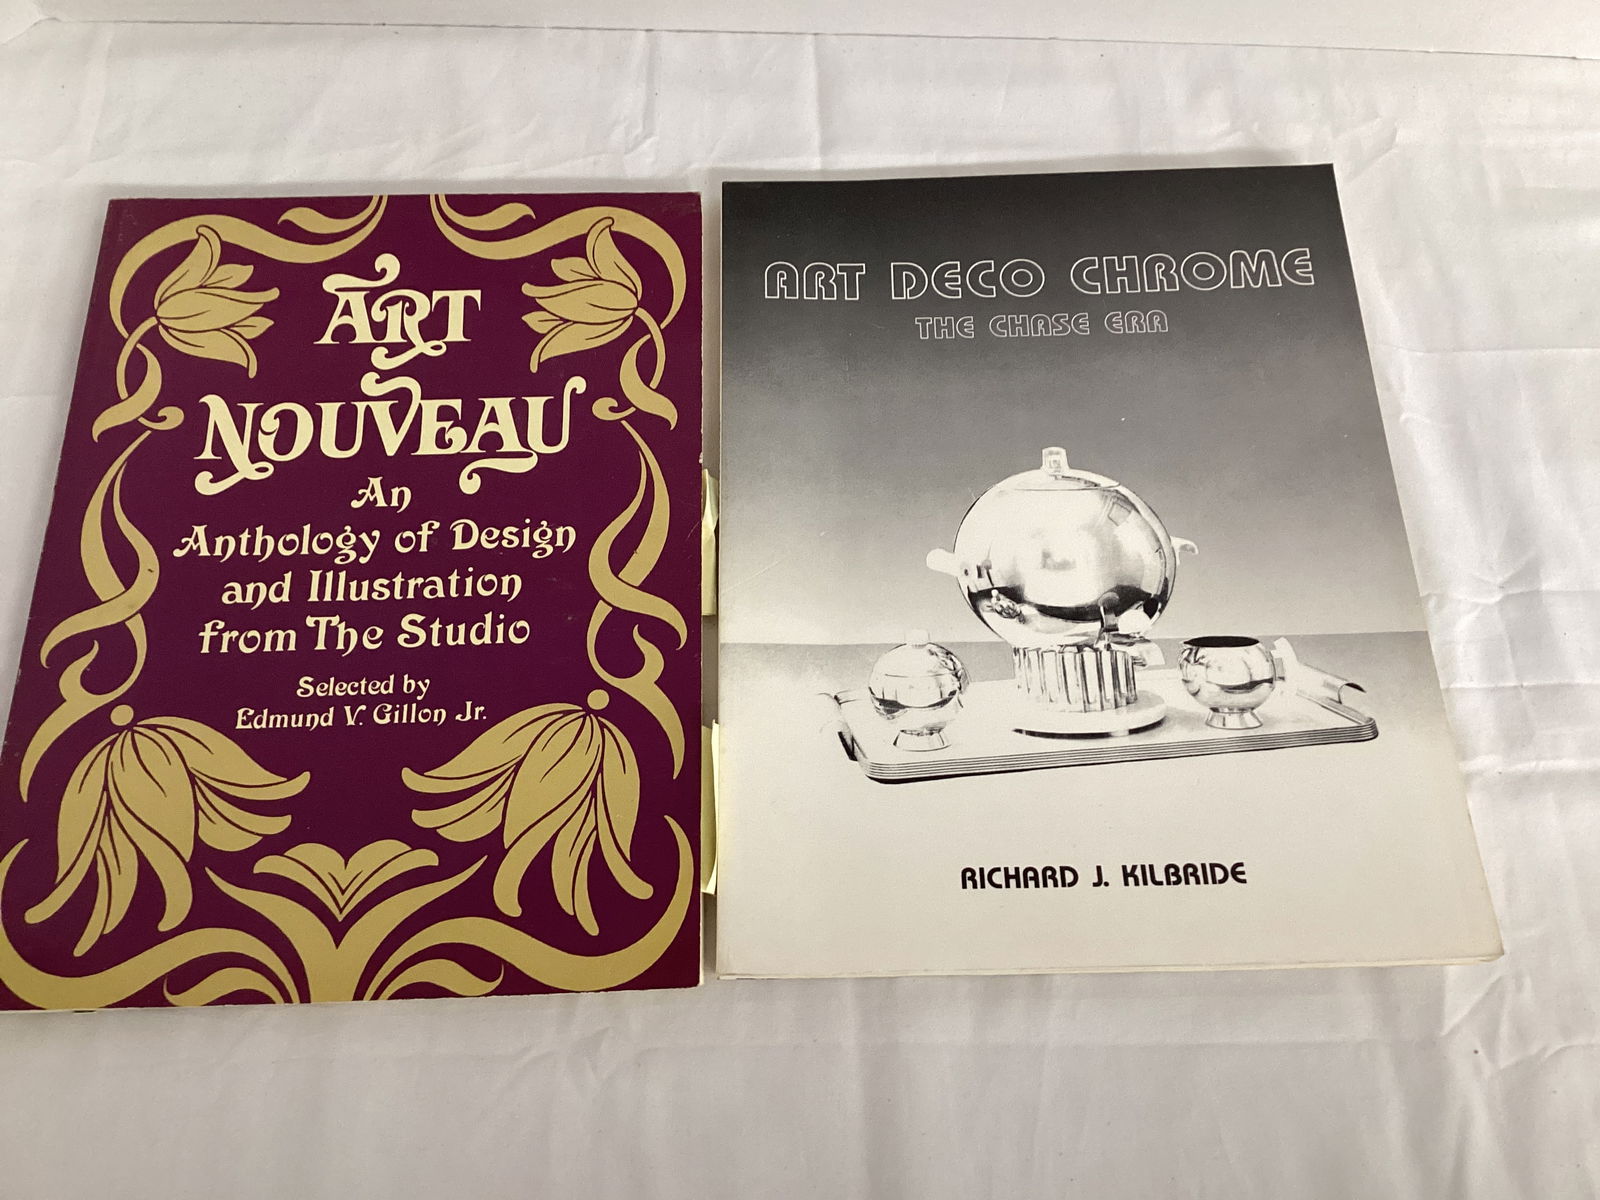 ART
NOUVEAU
An
Anthology of Design
and Illustration
from The Studio
Selected by
Edmund V. Gillon Jr.
ART DECO CHROME
THE CHASE ERA
RICHARD J. KILBRIDE